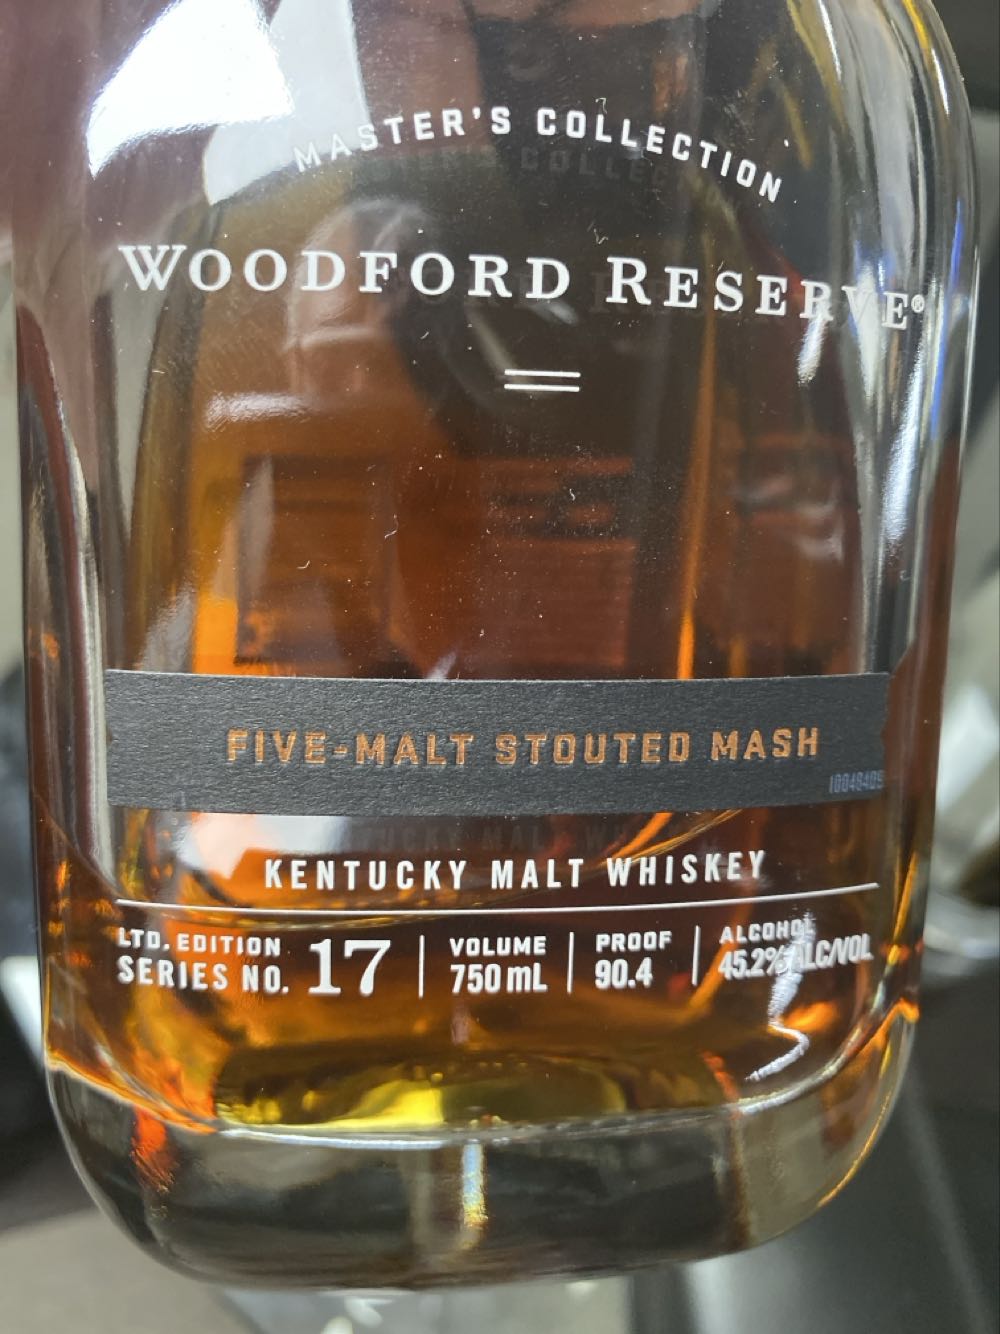 MASTER'S COLLECTION
WOODFORD RESERVE®
FIVE-MALT STOUTED MASH
KENTUCKY MALT WHISKEY
LTD. EDITION
SERIES NO. 17
VOLUME
750 mL
PROOF
90.4
ALCOHOL
45.2% ALC/VOL